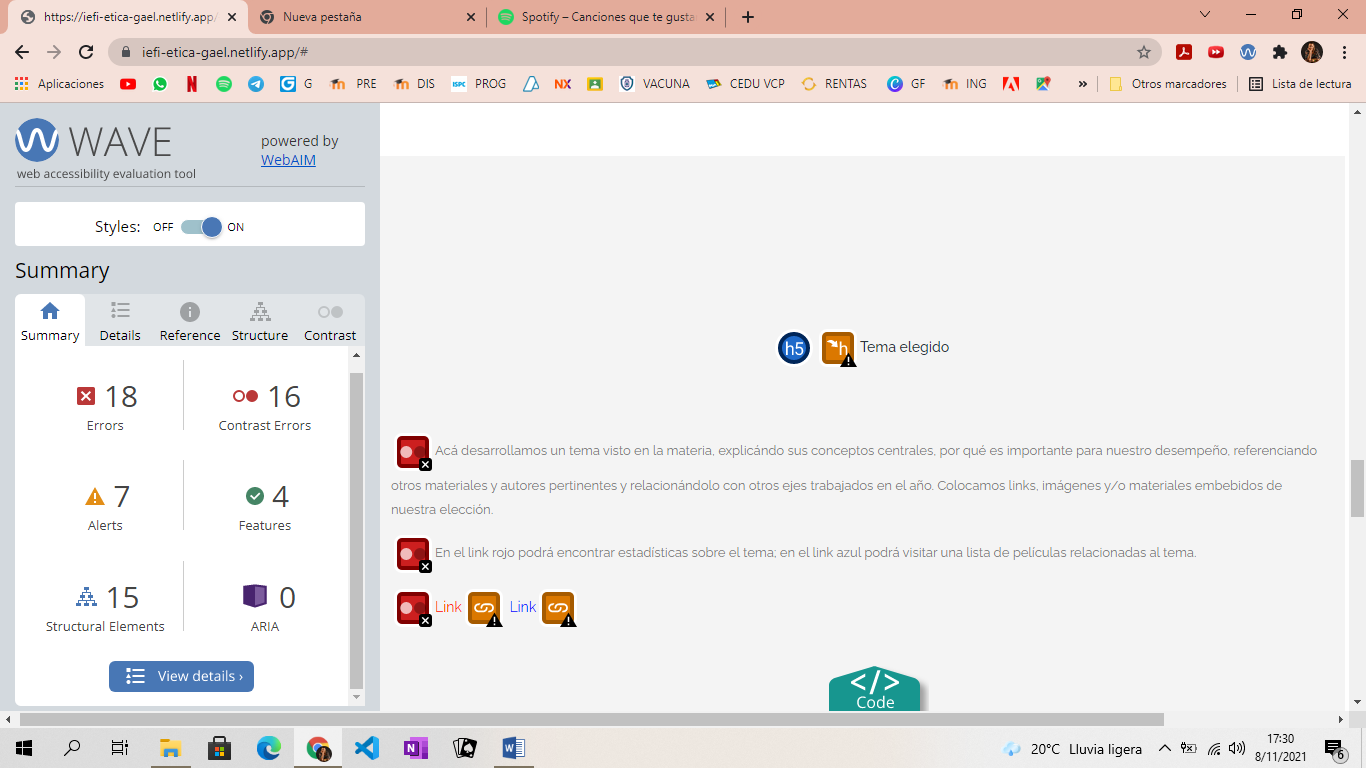 https://iefi-etica-gael.netlify.app/
Nueva pestaña
Spotify – Canciones que te gusta
iefi-etica-gael.netlify.app/#
Aplicaciones
G
PRE
DIS
ISPC
PROG
NX
VACUNA
CEDU VCP
RENTAS
GF
ING
»
Otros marcadores
Lista de lectura
WAVE
web accessibility evaluation tool
powered by
WebAIM
Styles: OFF ON
Summary
Summary Details Reference Structure Contrast
18 16
Errors Contrast Errors
7 4
Alerts Features
15 0
Structural Elements ARIA
View details ›
h5 h Tema elegido
Acá desarrollamos un tema visto en la materia, explicándo sus conceptos centrales, por qué es importante para nuestro desempeño, referenciando
otros materiales y autores pertinentes y relacionándolo con otros ejes trabajados en el año. Colocamos links, imágenes y/o materiales embebidos de
nuestra elección.
En el link rojo podrá encontrar estadísticas sobre el tema; en el link azul podrá visitar una lista de películas relacionadas al tema.
Link Link
</>
Code
20°C Lluvia ligera
17:30
8/11/2021
6